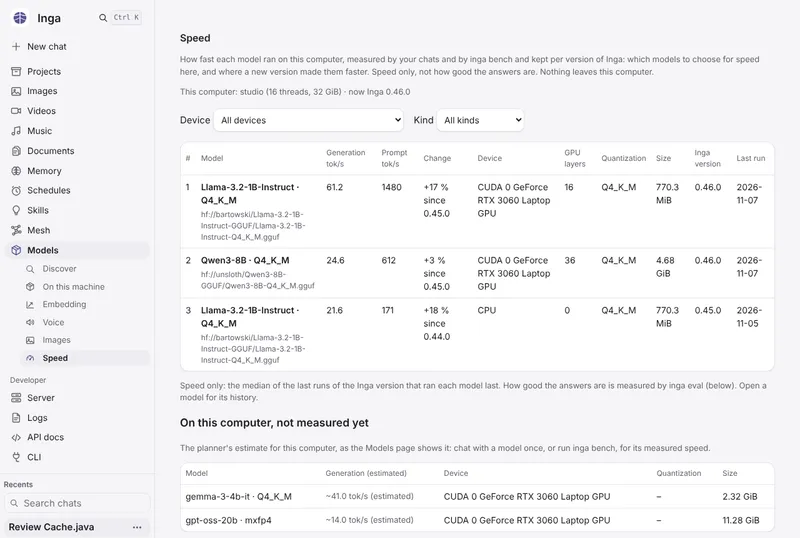 Inga
Ctrl K
New chat
Projects
Images
Videos
Music
Documents
Memory
Schedules
Skills
Mesh
Models
Discover
On this machine
Embedding
Voice
Images
Speed
Developer
Server
Logs
API docs
CLI
Recents
Search chats
Review Cache.java
Speed
How fast each model ran on this computer, measured by your chats and by inga bench and kept per version of Inga: which models to choose for speed
here, and where a new version made them faster. Speed only, not how good the answers are. Nothing leaves this computer.
This computer: studio (16 threads, 32 GiB) · now Inga 0.46.0
Device All devices Kind All kinds
# Model Generation tok/s Prompt tok/s Change Device GPU layers Quantization Size Inga version Last run
1 Llama-3.2-1B-Instruct · Q4_K_M 61.2 1480 +17 % since 0.45.0 CUDA 0 GeForce RTX 3060 Laptop GPU 16 Q4_K_M 770.3 MiB 0.46.0 2026-11-07
hf://bartowski/Llama-3.2-1B-Instruct-GGUF/Llama-3.2-1B-Instruct-Q4_K_M.gguf
2 Qwen3-8B · Q4_K_M 24.6 612 +3 % since 0.45.0 CUDA 0 GeForce RTX 3060 Laptop GPU 36 Q4_K_M 4.68 GiB 0.46.0 2026-11-07
hf://unsloth/Qwen3-8B-GGUF/Qwen3-8B-Q4_K_M.gguf
3 Llama-3.2-1B-Instruct · Q4_K_M 21.6 171 +18 % since 0.44.0 CPU 0 Q4_K_M 770.3 MiB 0.45.0 2026-11-05
hf://bartowski/Llama-3.2-1B-Instruct-GGUF/Llama-3.2-1B-Instruct-Q4_K_M.gguf
Speed only: the median of the last runs of the Inga version that ran each model last. How good the answers are is measured by inga eval (below). Open a
model for its history.
On this computer, not measured yet
The planner's estimate for this computer, as the Models page shows it: chat with a model once, or run inga bench, for its measured speed.
Model Generation (estimated) Device Quantization Size
gemma-3-4b-it · Q4_K_M ~41.0 tok/s (estimated) CUDA 0 GeForce RTX 3060 Laptop GPU – 2.32 GiB
gpt-oss-20b · mxfp4 ~14.0 tok/s (estimated) CUDA 0 GeForce RTX 3060 Laptop GPU – 11.28 GiB